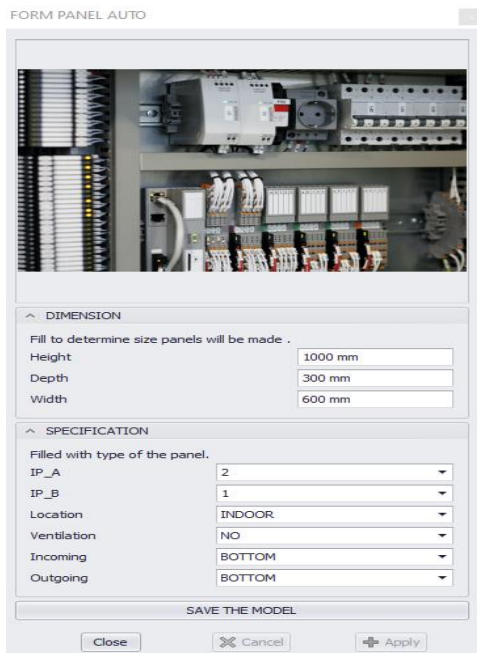 FORM PANEL AUTO
DIMENSION
Fill to determine size panels will be made .
Height 1000 mm
Depth 300 mm
Width 600 mm
SPECIFICATION
Filled with type of the panel.
IP_A 2
IP_B 1
Location INDOOR
Ventilation NO
Incoming BOTTOM
Outgoing BOTTOM
SAVE THE MODEL
Close Cancel Apply